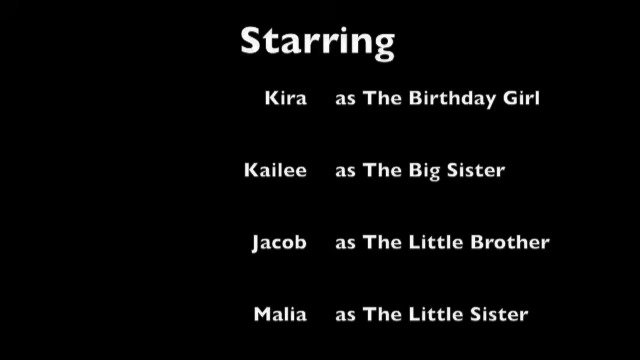 Starring
Kira as The Birthday Girl
Kailee as The Big Sister
Jacob as The Little Brother
Malia as The Little Sister